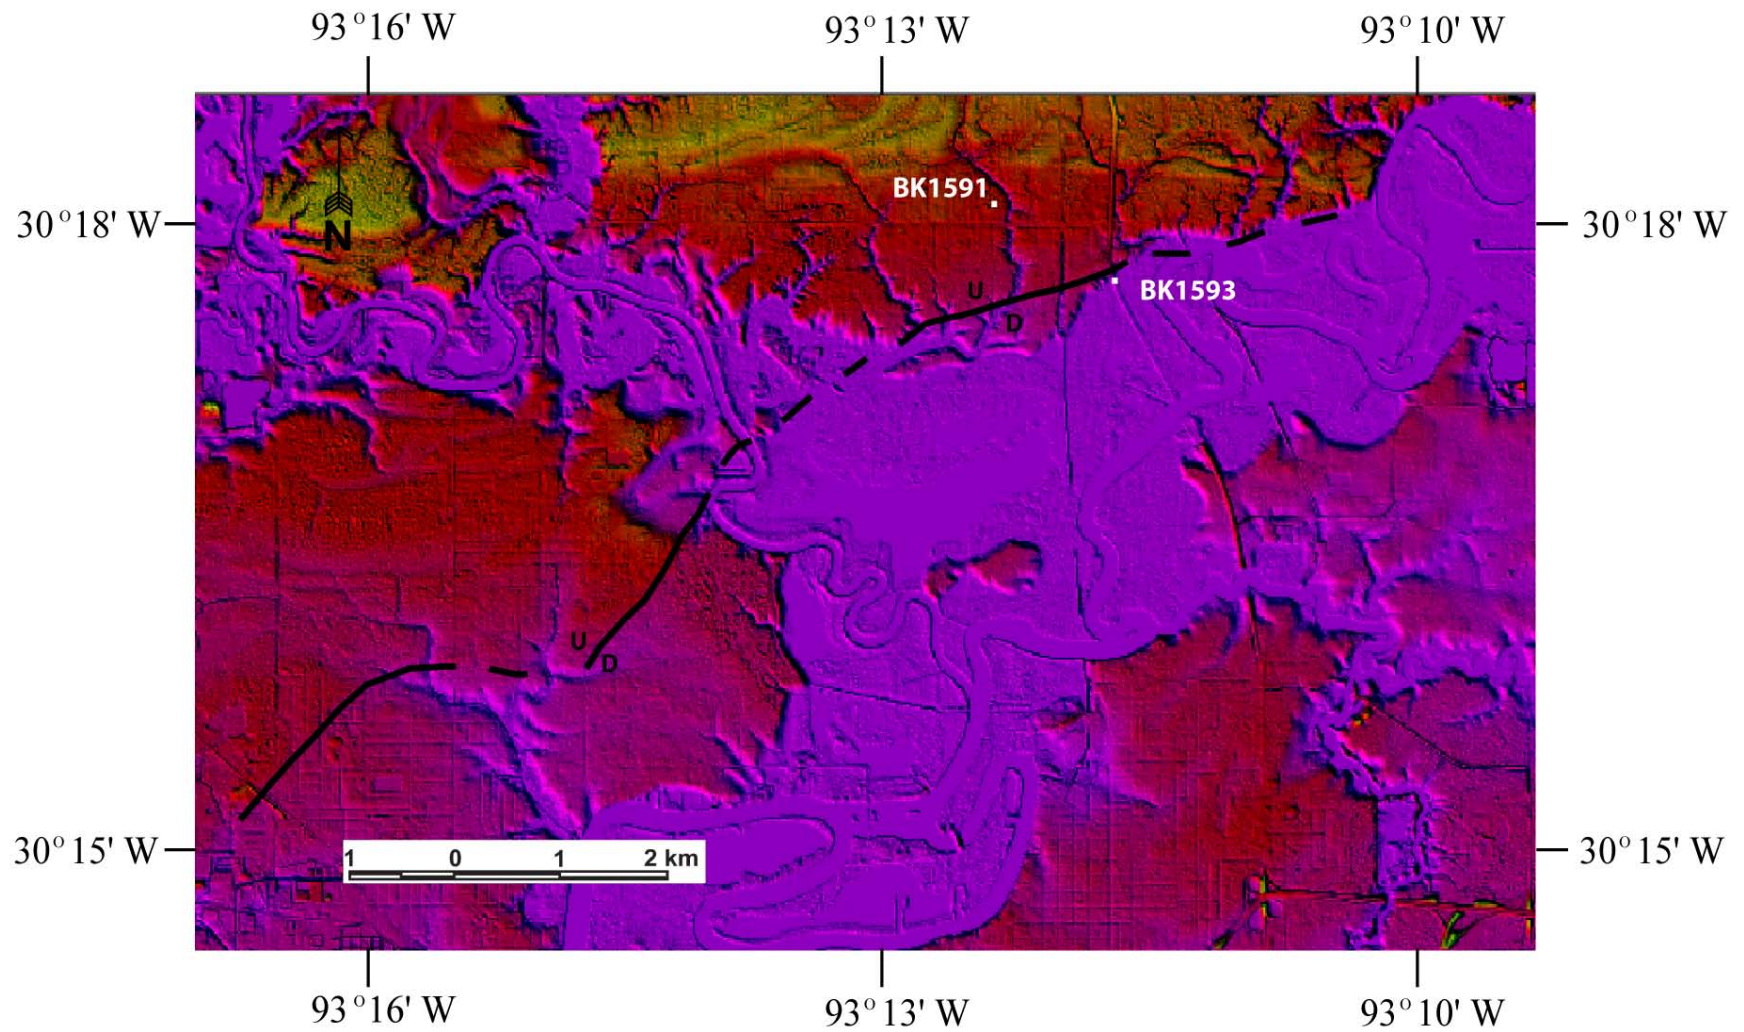 93°16' W 93°13' W 93°10' W
BK1591
30°18' W 30°18' W
N
BK1593
U
D
U
D
30°15' W 30°15' W
1 0 1 2 km
93°16' W 93°13' W 93°10' W